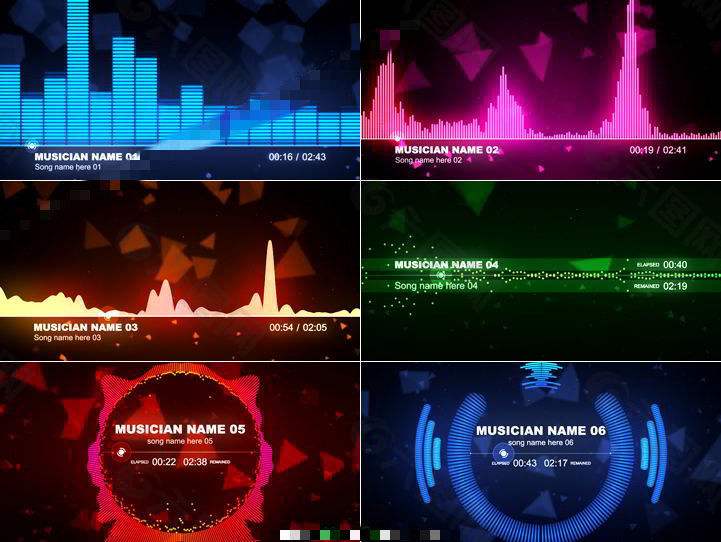 MUSICIAN NAME 01
00:16 / 02:43
Song name here 01
MUSICIAN NAME 02
00:19 / 02:41
Song name here 02
MUSICIAN NAME 03
00:54 / 02:05
Song name here 03
MUSICIAN NAME 04
ELAPSED 00:40
Song name here 04
REMAINED 02:19
MUSICIAN NAME 05
song name here 05
ELAPSED 00:22 02:38 REMAINED
MUSICIAN NAME 06
song name here 06
ELAPSED 00:43 02:17 REMAINED